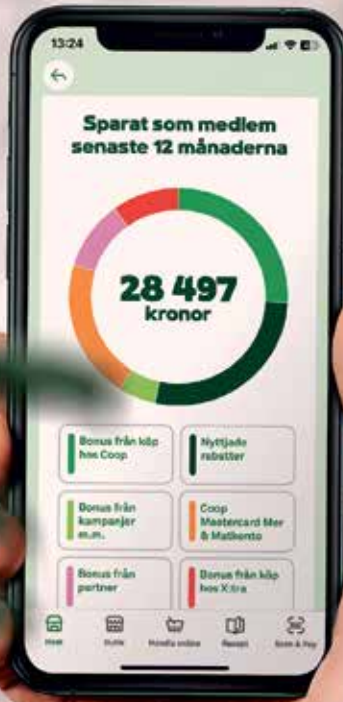 13:24
Sparat som medlem
senaste 12 månaderna
28 497
kronor
Bonus från köp
hos Coop
Nyttjade
rabatter
Bonus från
kampanjer
m.m.
Coop
Mastercard Mer
& Matkonto
Bonus från
partner
Bonus från köp
hos X:tra
Butik
Handla online
Recept
Scan & Pay